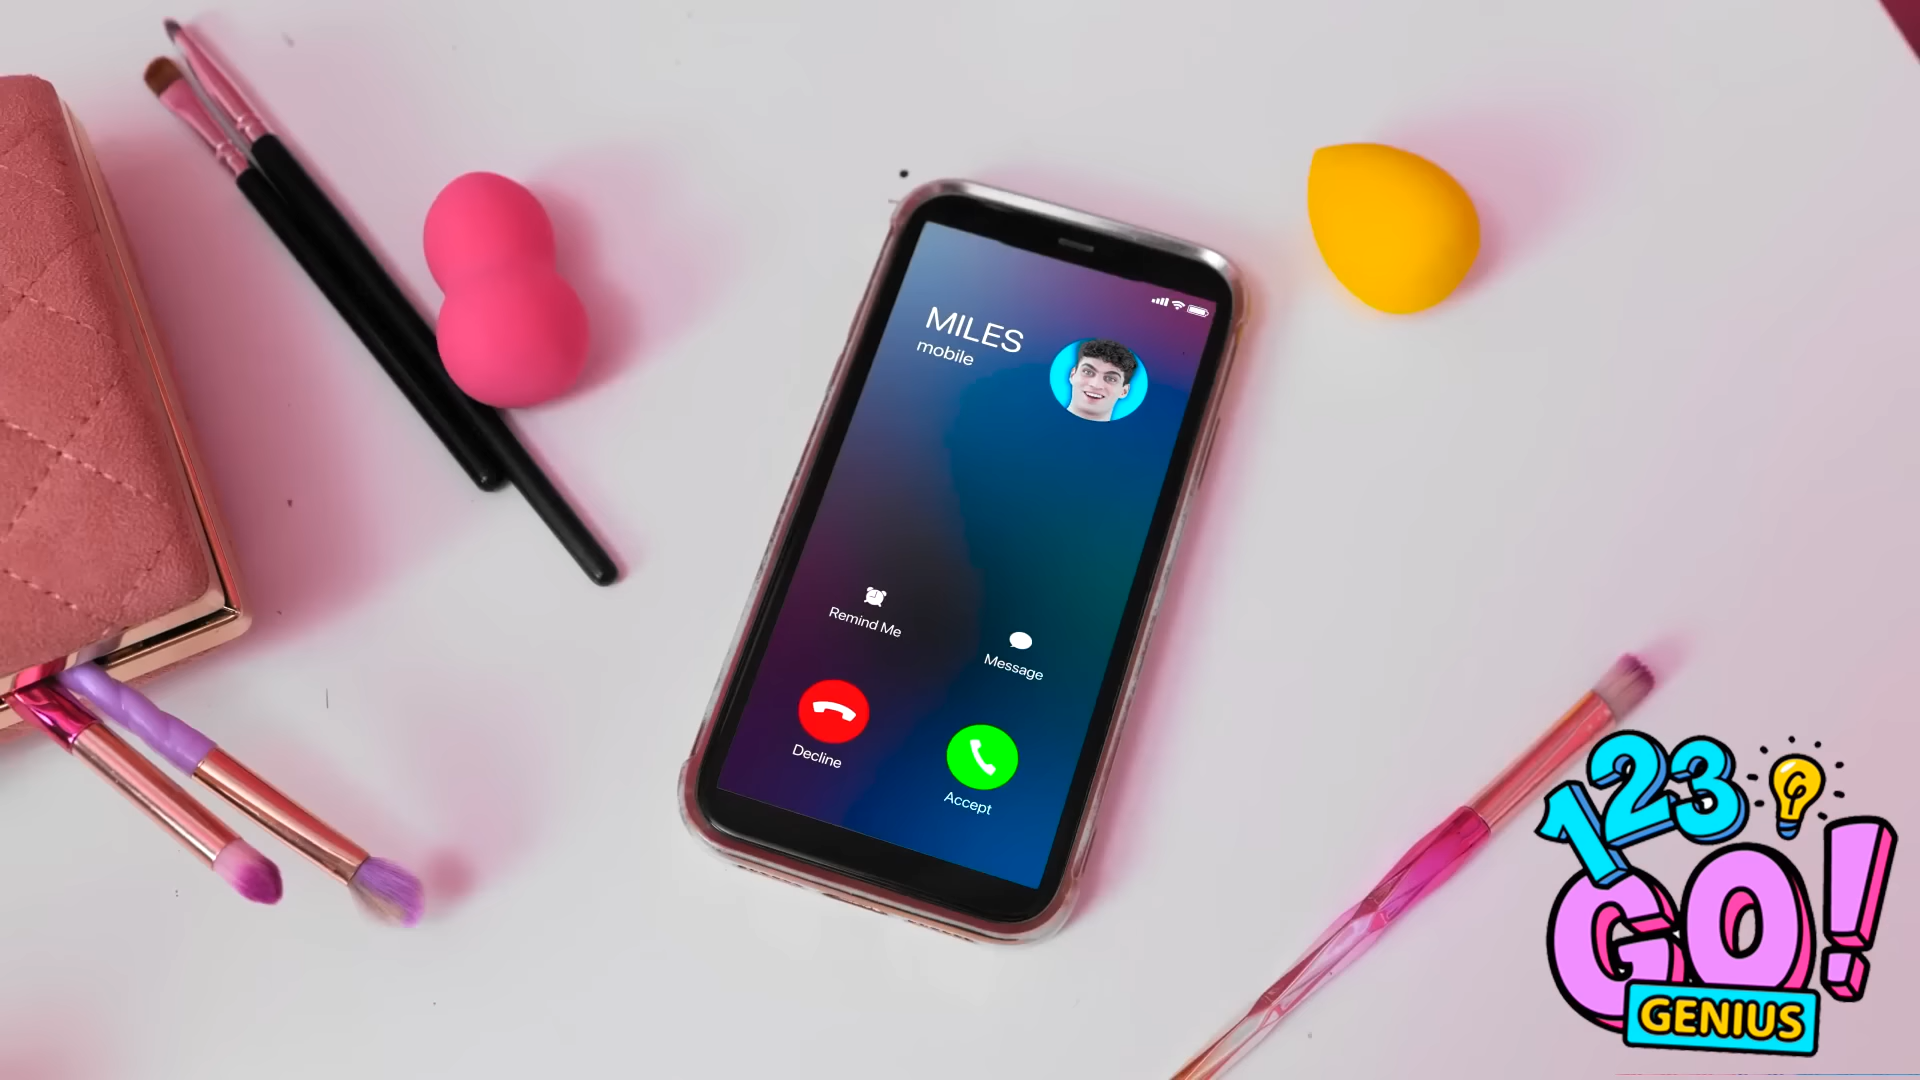 MILES
mobile
Remind Me
Message
Decline
Accept
123
GO!
GENIUS